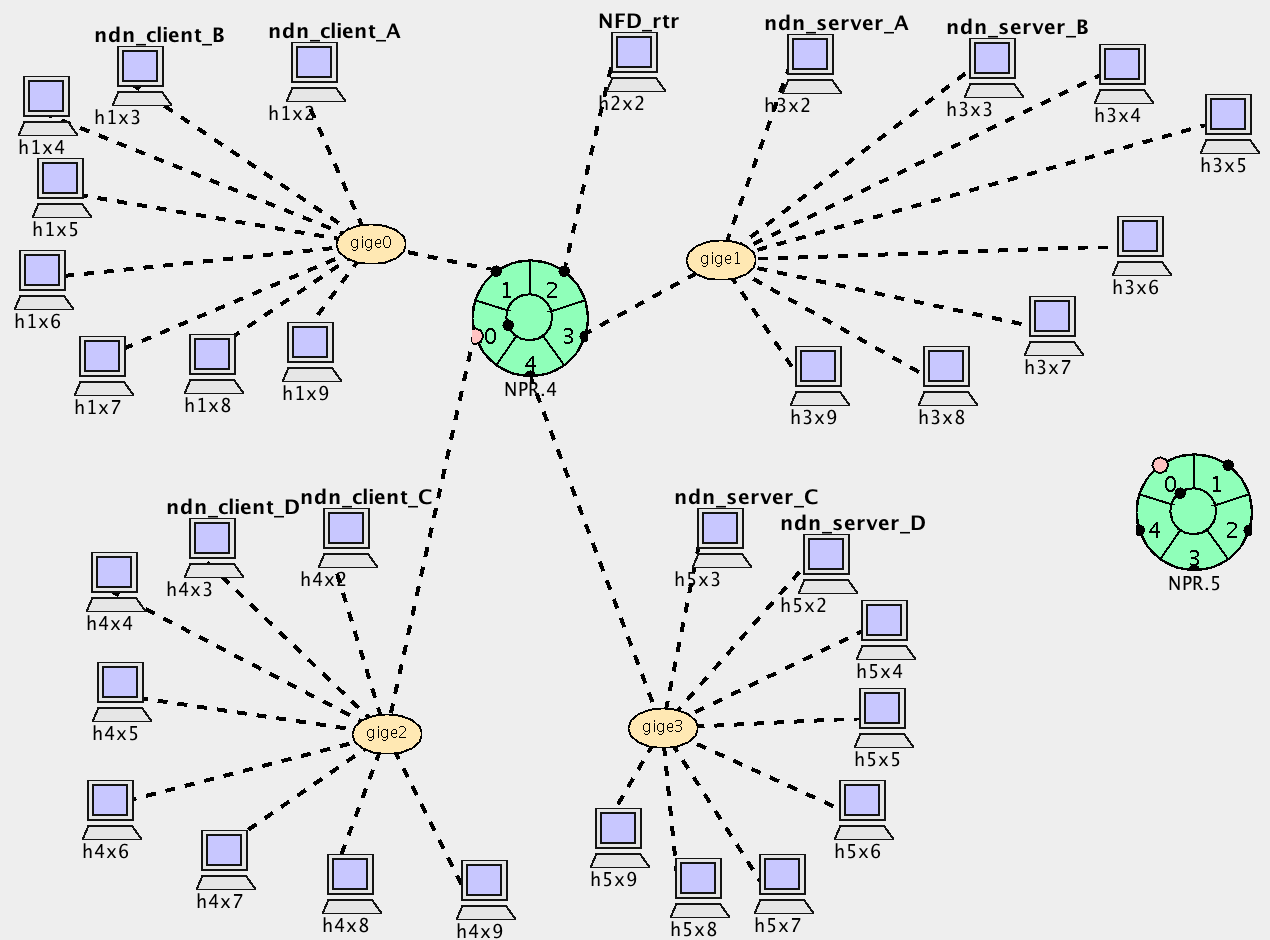 ndn_client_B
ndn_client_A
NFD_rtr
ndn_server_A
ndn_server_B
h1x4
h1x3
h1x2
h2x2
h3x2
h3x3
h3x4
h3x5
h1x5
h1x6
h1x7
h1x8
h1x9
gige0
gige1
1
2
0
3
4
NPR.4
h3x6
h3x7
h3x8
h3x9
0
1
4
2
3
NPR.5
ndn_client_D
ndn_client_C
ndn_server_C
ndn_server_D
h4x4
h4x3
h4x2
h5x3
h5x2
h5x4
h4x5
gige2
gige3
h5x5
h4x6
h4x7
h4x8
h4x9
h5x9
h5x8
h5x7
h5x6